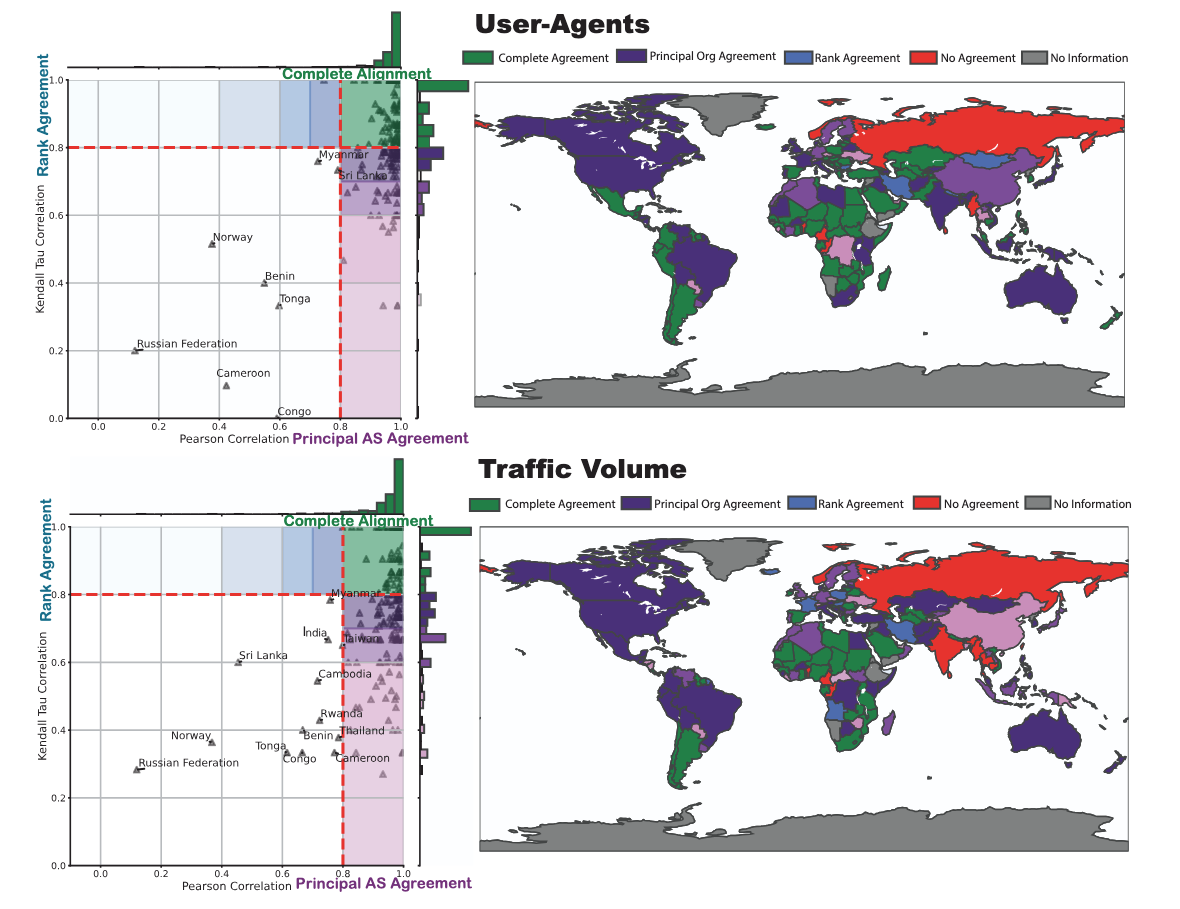 User-Agents
Complete Agreement
Principal Org Agreement
Rank Agreement
No Agreement
No Information
Complete Alignment
Rank Agreement
Kendall Tau Correlation
1.0
0.8
0.6
0.4
0.2
0.0
Myanmar
Sri Lanka
Norway
Benin
Tonga
Russian Federation
Cameroon
Congo
0.0
0.2
0.4
0.6
0.8
1.0
Pearson Correlation
Principal AS Agreement
Traffic Volume
Complete Agreement
Principal Org Agreement
Rank Agreement
No Agreement
No Information
Complete Alignment
Rank Agreement
Kendall Tau Correlation
1.0
0.8
0.6
0.4
0.2
0.0
Myanmar
India
Taiwan
Sri Lanka
Cambodia
Rwanda
Norway
Benin
Thailand
Tonga
Congo
Cameroon
Russian Federation
0.0
0.2
0.4
0.6
0.8
1.0
Pearson Correlation
Principal AS Agreement